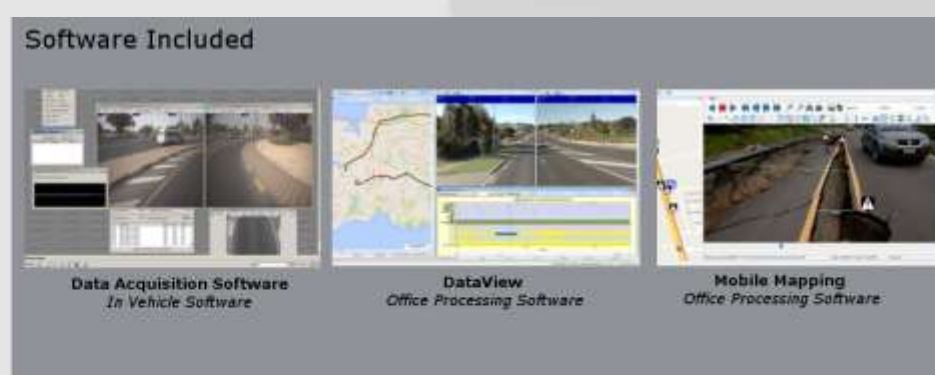 Software Included
Data Acquisition Software
In Vehicle Software
DataView
Office Processing Software
Mobile Mapping
Office Processing Software